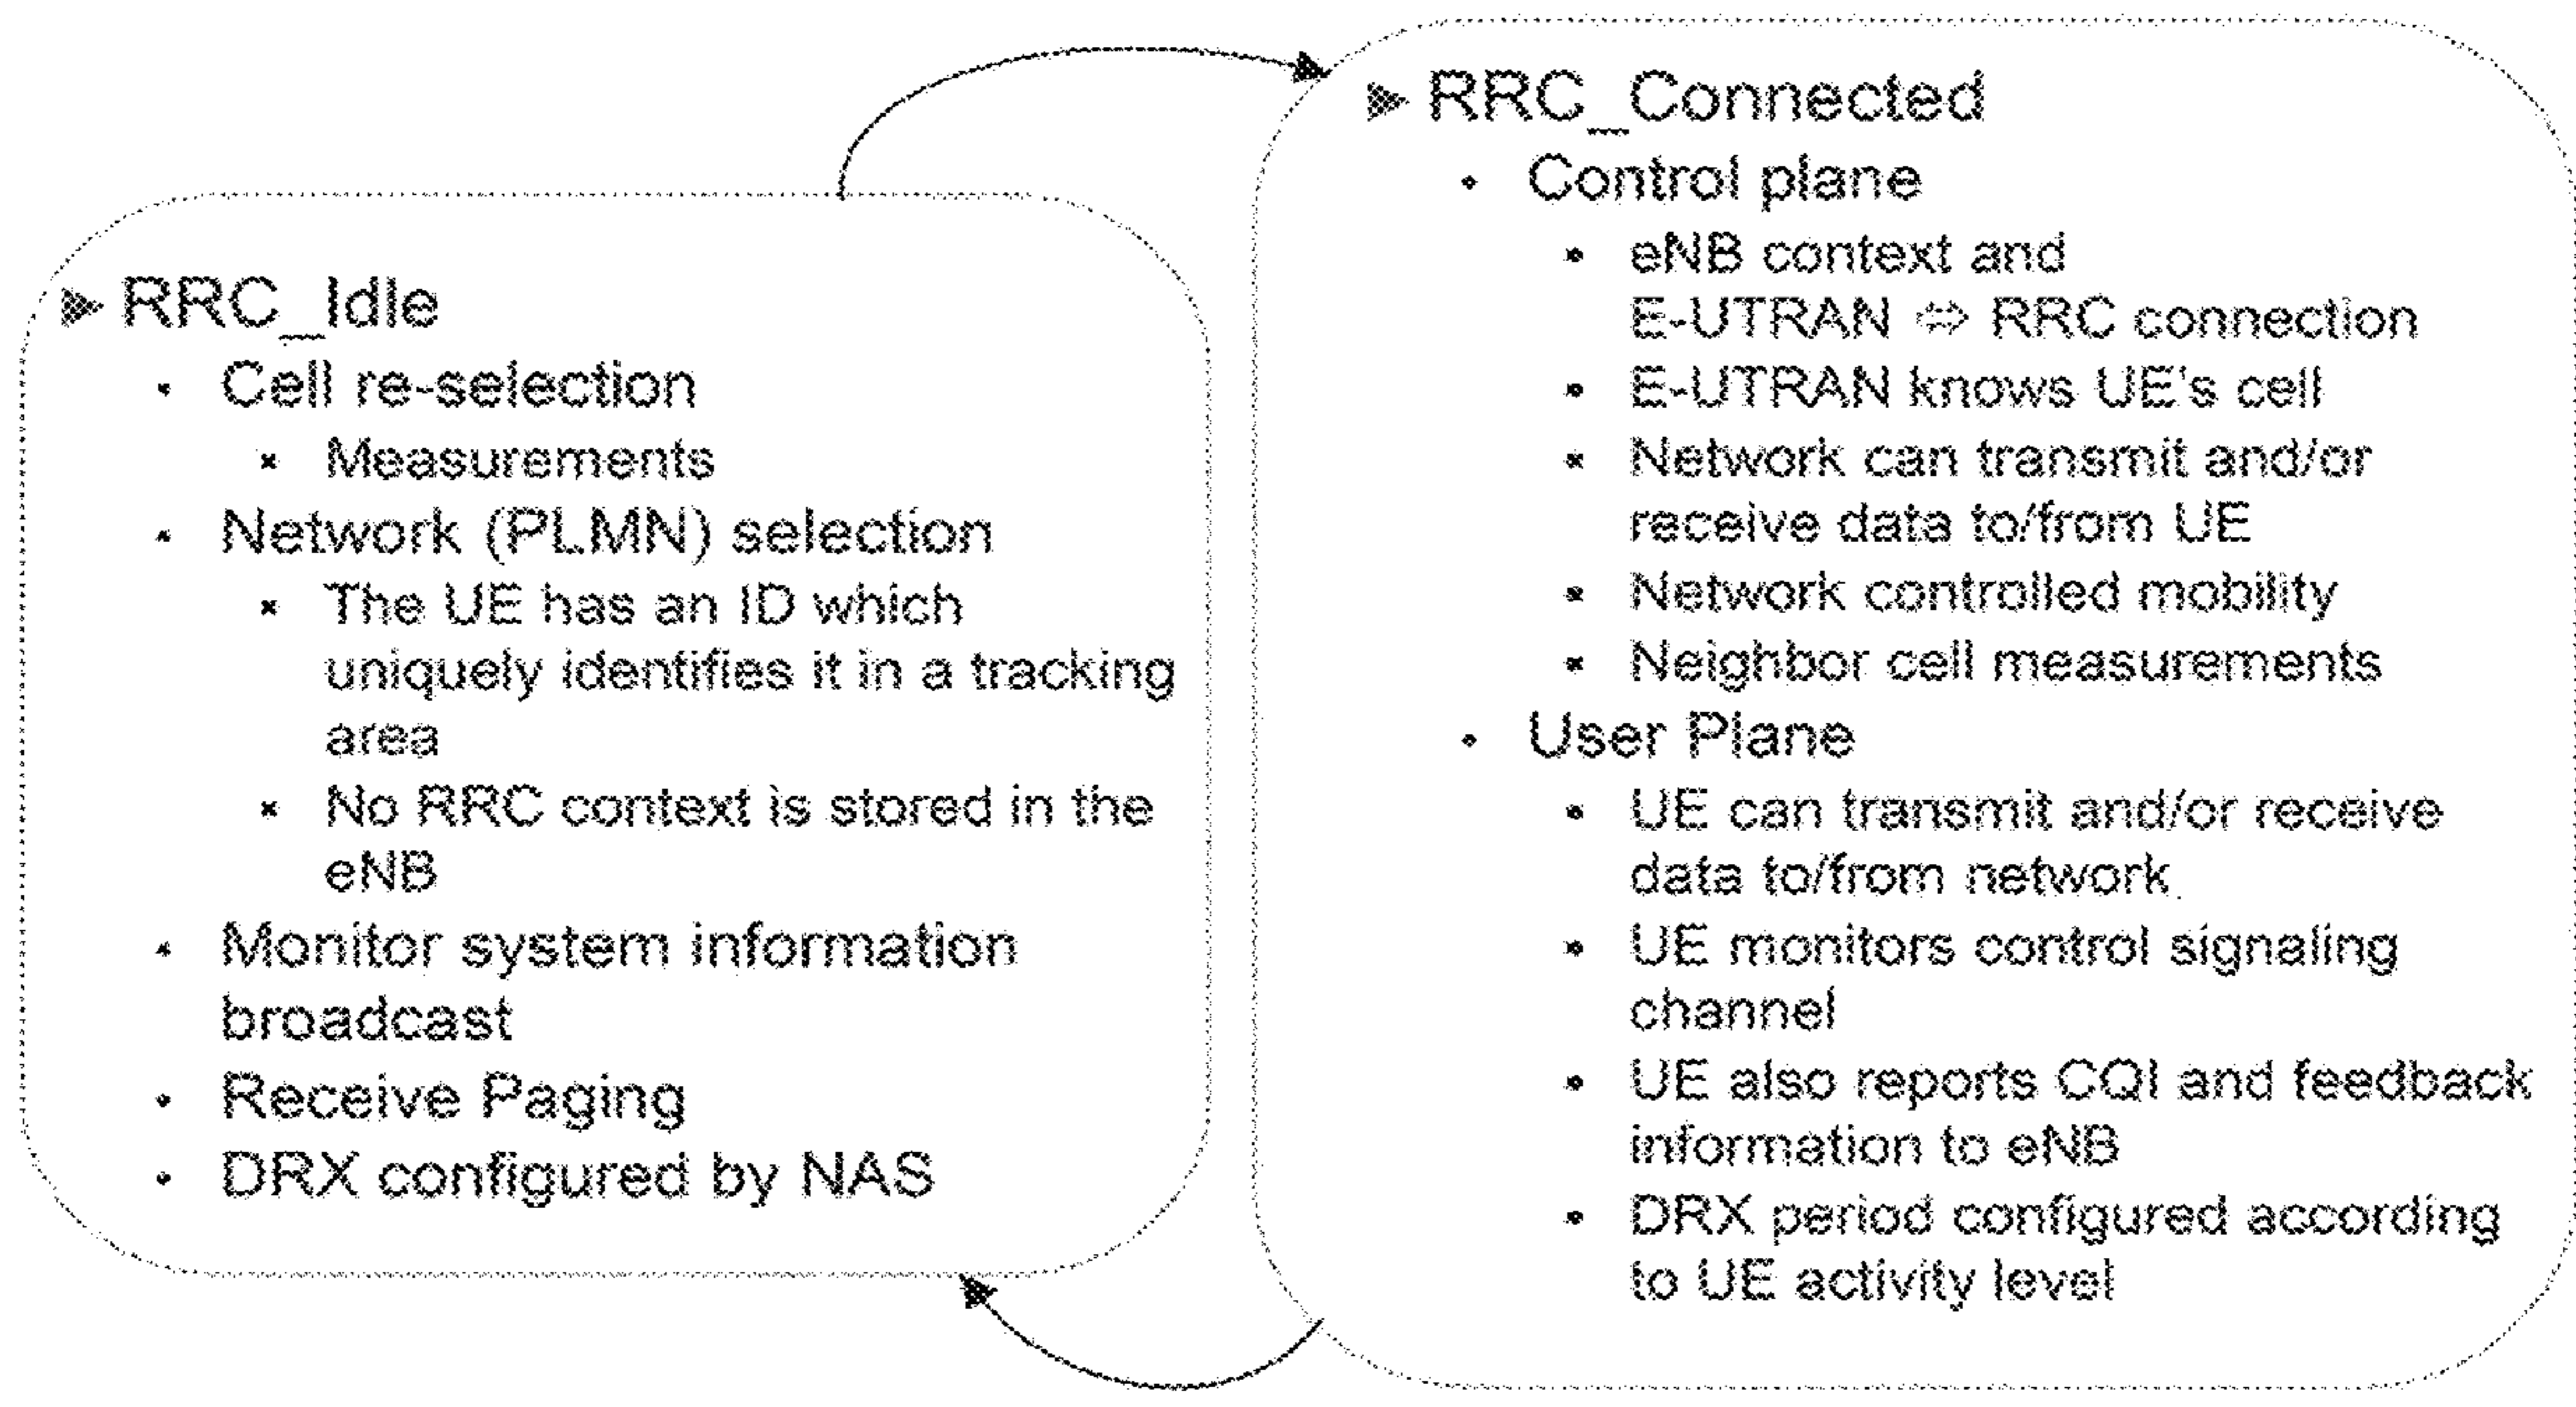 RRC_Idle
Cell re-selection
Measurements
Network (PLMN) selection
The UE has an ID which
uniquely identifies it in a tracking
area
No RRC context is stored in the
eNB
Monitor system information
broadcast
Receive Paging
DRX configured by NAS
RRC_Connected
Control plane
eNB context and
E-UTRAN ⇔ RRC connection
E-UTRAN knows UE's cell
Network can transmit and/or
receive data to/from UE
Network controlled mobility
Neighbor cell measurements
User Plane
UE can transmit and/or receive
data to/from network
UE monitors control signaling
channel
UE also reports CQI and feedback
information to eNB
DRX period configured according
to UE activity level